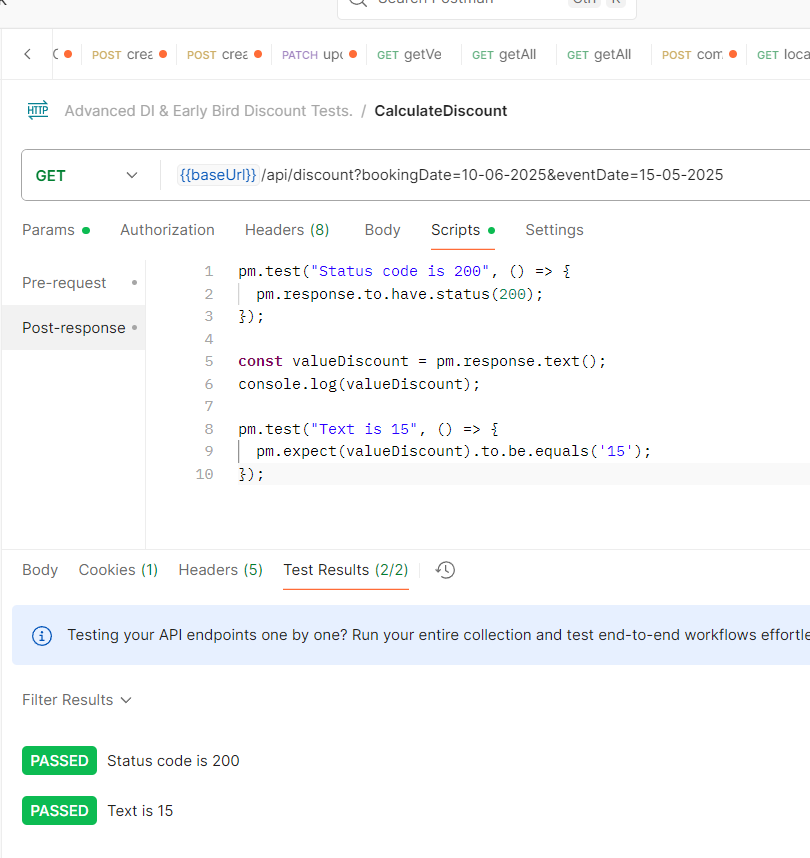 Search Postman Ctrl K
POST crea POST crea PATCH upd GET getVe GET getAll GET getAll POST com GET loca
HTTP Advanced DI & Early Bird Discount Tests. / CalculateDiscount
GET {{baseUrl}}/api/discount?bookingDate=10-06-2025&eventDate=15-05-2025
Params Authorization Headers (8) Body Scripts Settings
Pre-request
Post-response
1 pm.test("Status code is 200", () => {
2 pm.response.to.have.status(200);
3 });
4
5 const valueDiscount = pm.response.text();
6 console.log(valueDiscount);
7
8 pm.test("Text is 15", () => {
9 pm.expect(valueDiscount).to.be.equals('15');
10 });
Body Cookies (1) Headers (5) Test Results (2/2)
Testing your API endpoints one by one? Run your entire collection and test end-to-end workflows effortle
Filter Results
PASSED Status code is 200
PASSED Text is 15